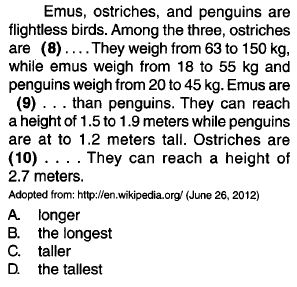 Emus, ostriches, and penguins are
flightless birds. Among the three, ostriches
are (8) .... They weigh from 63 to 150 kg,
while emus weigh from 18 to 55 kg and
penguins weigh from 20 to 45 kg. Emus are
(9) . . . than penguins. They can reach
a height of 1.5 to 1.9 meters while penguins
are at to 1.2 meters tall. Ostriches are
(10) . . . . They can reach a height of
2.7 meters.
Adopted from: http://en.wikipedia.org/ (June 26, 2012)
A. longer
B. the longest
C. taller
D. the tallest